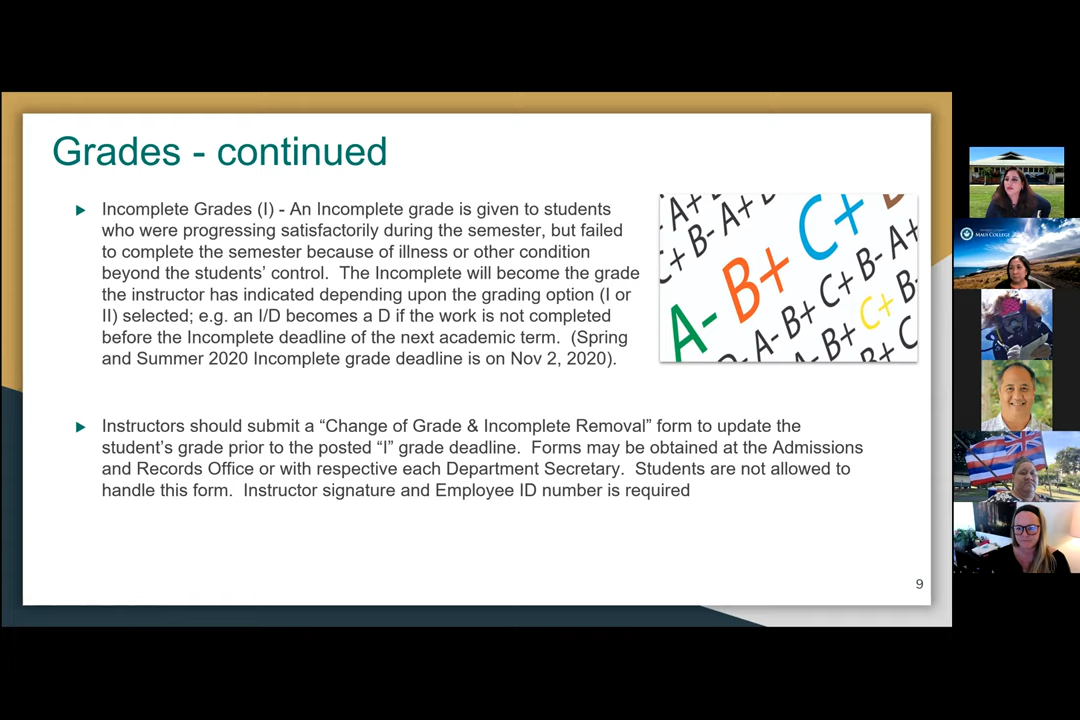 Grades - continued
Incomplete Grades (I) - An Incomplete grade is given to students
who were progressing satisfactorily during the semester, but failed
to complete the semester because of illness or other condition
beyond the students’ control.  The Incomplete will become the grade
the instructor has indicated depending upon the grading option (I or
II) selected; e.g. an I/D becomes a D if the work is not completed
before the Incomplete deadline of the next academic term.  (Spring
and Summer 2020 Incomplete grade deadline is on Nov 2, 2020).
A+
C+ B- A+
A- B+ C+
A- B+ C+ B- A+
A- B+ C+ B-
B+ C
Instructors should submit a “Change of Grade & Incomplete Removal” form to update the
student’s grade prior to the posted “I” grade deadline.  Forms may be obtained at the Admissions
and Records Office or with respective each Department Secretary.  Students are not allowed to
handle this form.  Instructor signature and Employee ID number is required
9
MAUI COLLEGE